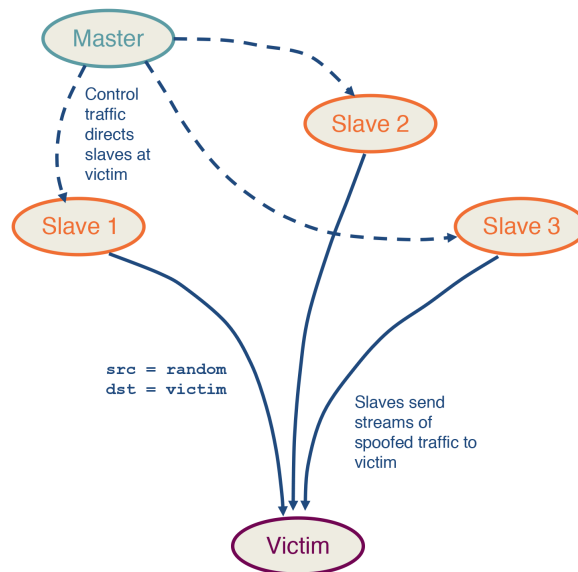 Master
Control
traffic
directs
slaves at
victim
Slave 2
Slave 1
Slave 3
src = random
dst = victim
Slaves send
streams of
spoofed traffic to
victim
Victim